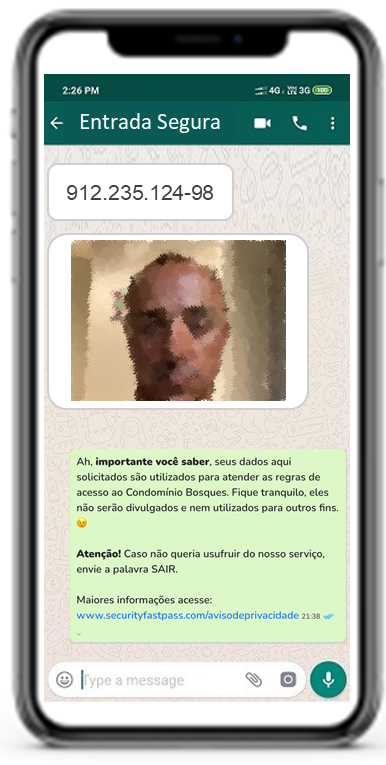 2:26 PM 4G 3G 100
Entrada Segura
912.235.124-98
Ah, importante você saber, seus dados aqui
solicitados são utilizados para atender as regras de
acesso ao Condomínio Bosques. Fique tranquilo, eles
não serão divulgados e nem utilizados para outros fins.
😉
Atenção! Caso não queria usufruir do nosso serviço,
envie a palavra SAIR.
Maiores informações acesse:
www.securityfastpass.com/avisodeprivacidade 21:38
Type a message